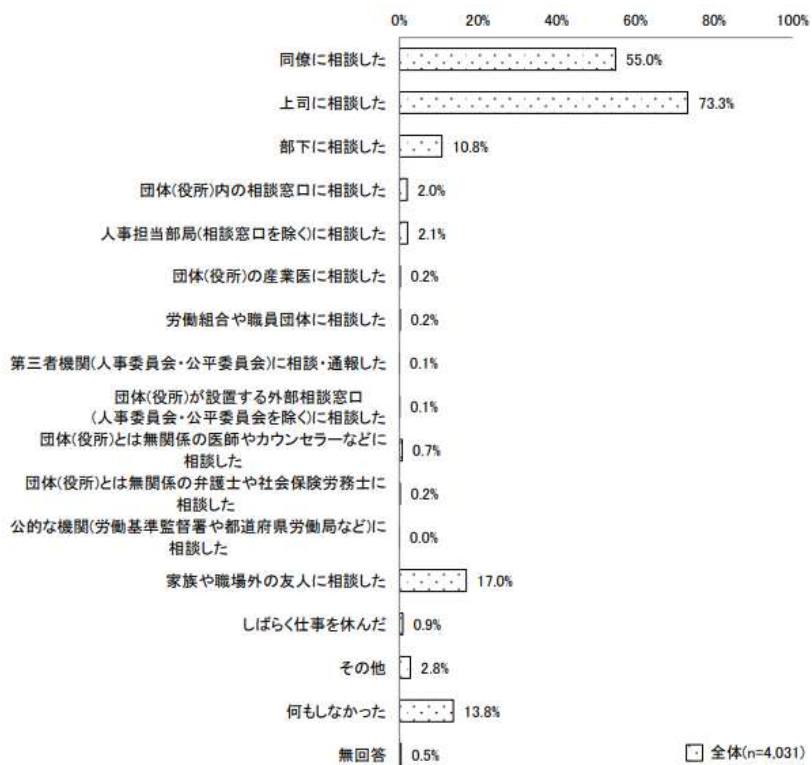 0% 20% 40% 60% 80% 100%
同僚に相談した 55.0%
上司に相談した 73.3%
部下に相談した 10.8%
団体(役所)内の相談窓口に相談した 2.0%
人事担当部局(相談窓口を除く)に相談した 2.1%
団体(役所)の産業医に相談した 0.2%
労働組合や職員団体に相談した 0.2%
第三者機関(人事委員会・公平委員会)に相談・通報した 0.1%
団体(役所)が設置する外部相談窓口
(人事委員会・公平委員会を除く)に相談した 0.1%
団体(役所)とは無関係の医師やカウンセラーなどに
相談した 0.7%
団体(役所)とは無関係の弁護士や社会保険労務士に
相談した 0.2%
公的な機関(労働基準監督署や都道府県労働局など)に
相談した 0.0%
家族や職場外の友人に相談した 17.0%
しばらく仕事を休んだ 0.9%
その他 2.8%
何もしなかった 13.8%
無回答 0.5%
全体(n=4,031)